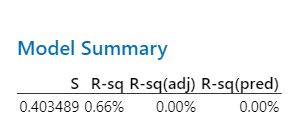 Model Summary
S R-sq R-sq(adj) R-sq(pred)
0.403489 0.66% 0.00% 0.00%